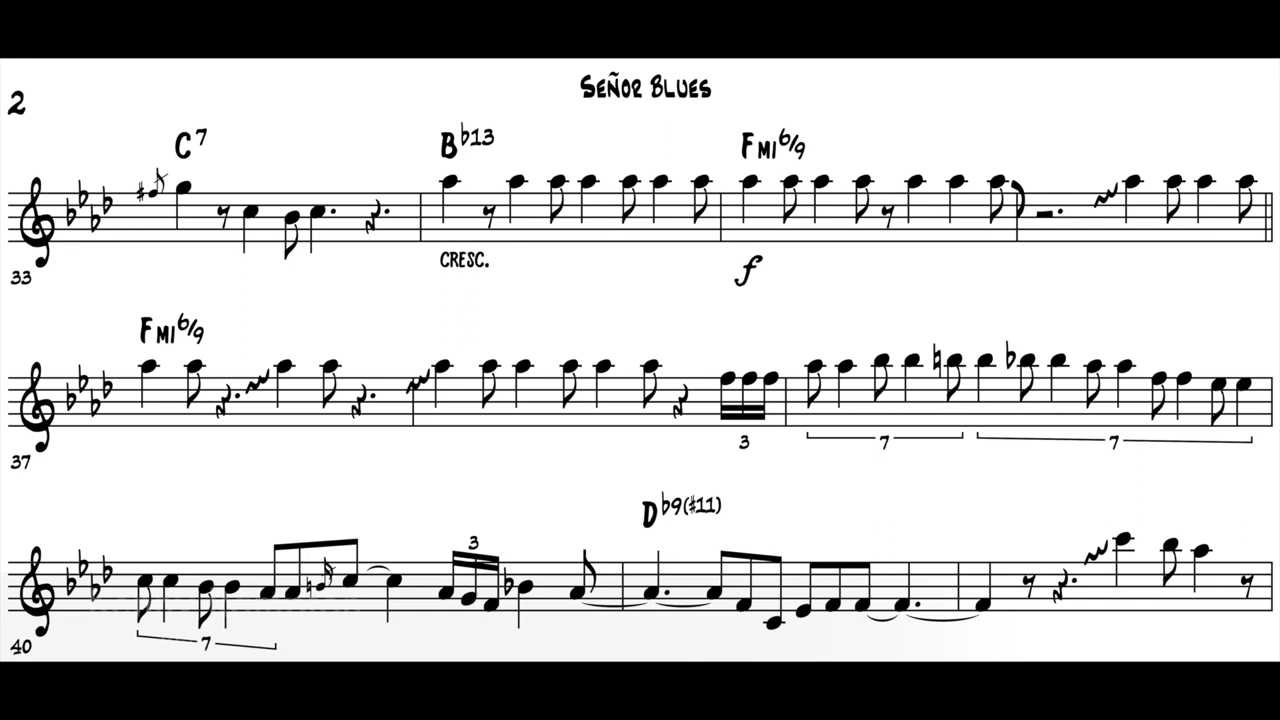 SEÑOR BLUES
2
C7 B♭13 FMI6/9
CRESC. f
33
FMI6/9
37 3 7 7
3
D♭9(♯11)
40 7